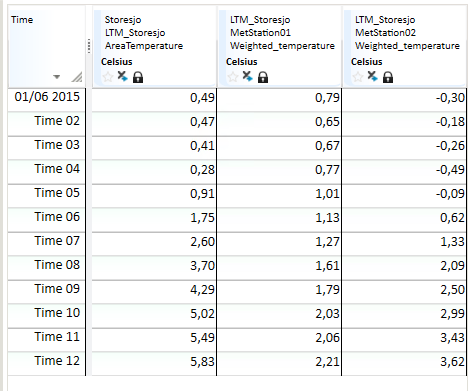 Time Storesjo LTM_Storesjo LTM_Storesjo
LTM_Storesjo MetStation01 MetStation02
AreaTemperature Weighted_temperature Weighted_temperature
Celsius Celsius Celsius
01/06 2015 0,49 0,79 -0,30
Time 02 0,47 0,65 -0,18
Time 03 0,41 0,67 -0,26
Time 04 0,28 0,77 -0,49
Time 05 0,91 1,01 -0,09
Time 06 1,75 1,13 0,62
Time 07 2,60 1,27 1,33
Time 08 3,70 1,61 2,09
Time 09 4,29 1,79 2,50
Time 10 5,02 2,03 2,99
Time 11 5,49 2,06 3,43
Time 12 5,83 2,21 3,62